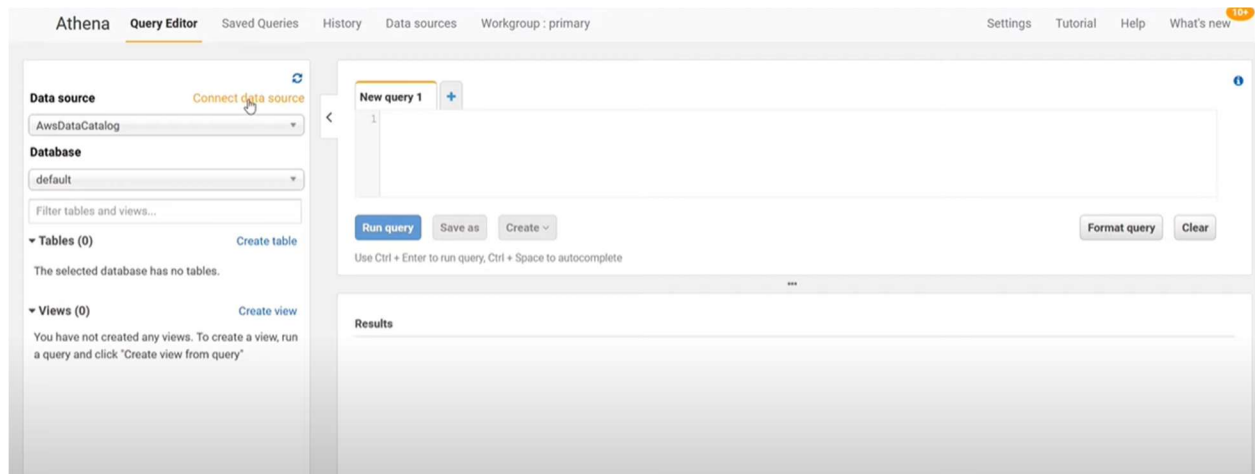 Athena Query Editor Saved Queries History Data sources Workgroup : primary Settings Tutorial Help What's new 10+
Data source Connect data source
AwsDataCatalog
Database
default
Filter tables and views...
Tables (0) Create table
The selected database has no tables.
Views (0) Create view
You have not created any views. To create a view, run
a query and click "Create view from query"
New query 1 +
1
Run query Save as Create Format query Clear
Use Ctrl + Enter to run query, Ctrl + Space to autocomplete
Results